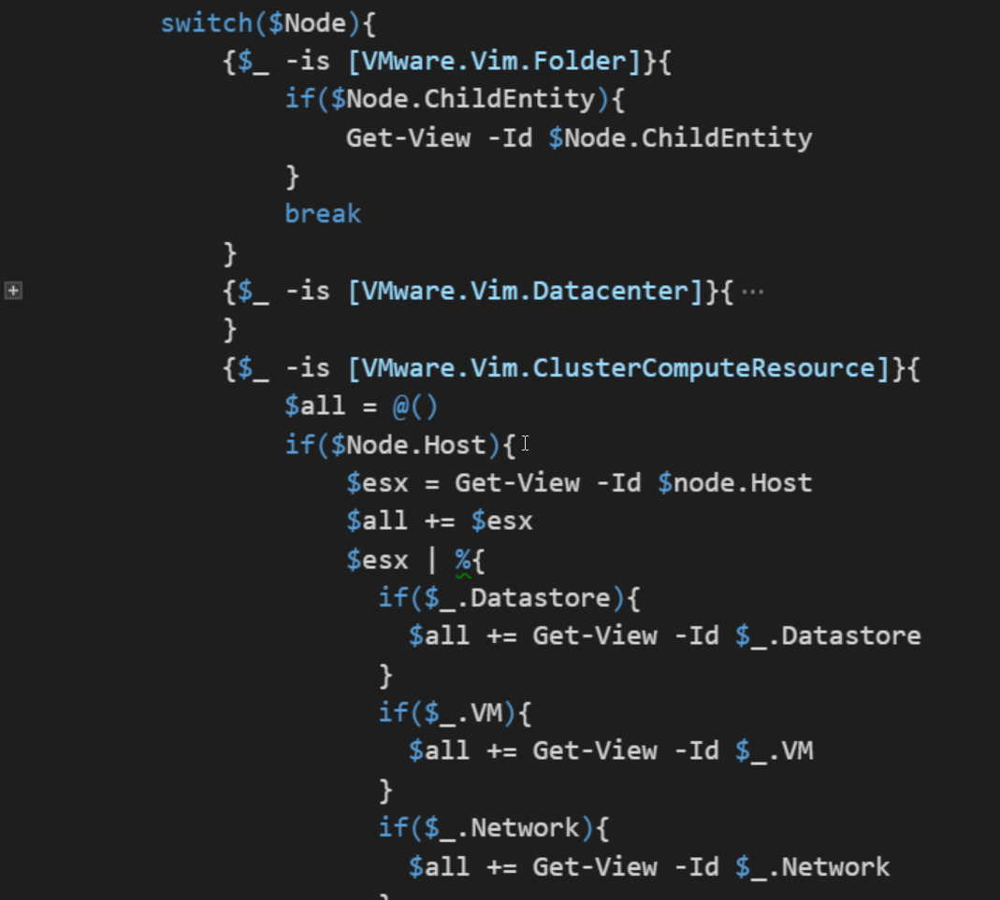 switch($Node){
{$_ -is [VMware.Vim.Folder]}{
if($Node.ChildEntity){
Get-View -Id $Node.ChildEntity
}
break
}
{$_ -is [VMware.Vim.Datacenter]}{ ...
}
{$_ -is [VMware.Vim.ClusterComputeResource]}{
$all = @()
if($Node.Host){
$esx = Get-View -Id $node.Host
$all += $esx
$esx | %{
if($_.Datastore){
$all += Get-View -Id $_.Datastore
}
if($_.VM){
$all += Get-View -Id $_.VM
}
if($_.Network){
$all += Get-View -Id $_.Network
}